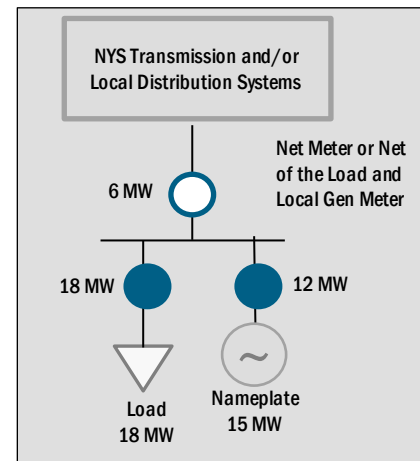 NYS Transmission and/or
Local Distribution Systems
Net Meter or Net
of the Load and
Local Gen Meter
6 MW
18 MW
12 MW
~
Load
18 MW
Nameplate
15 MW